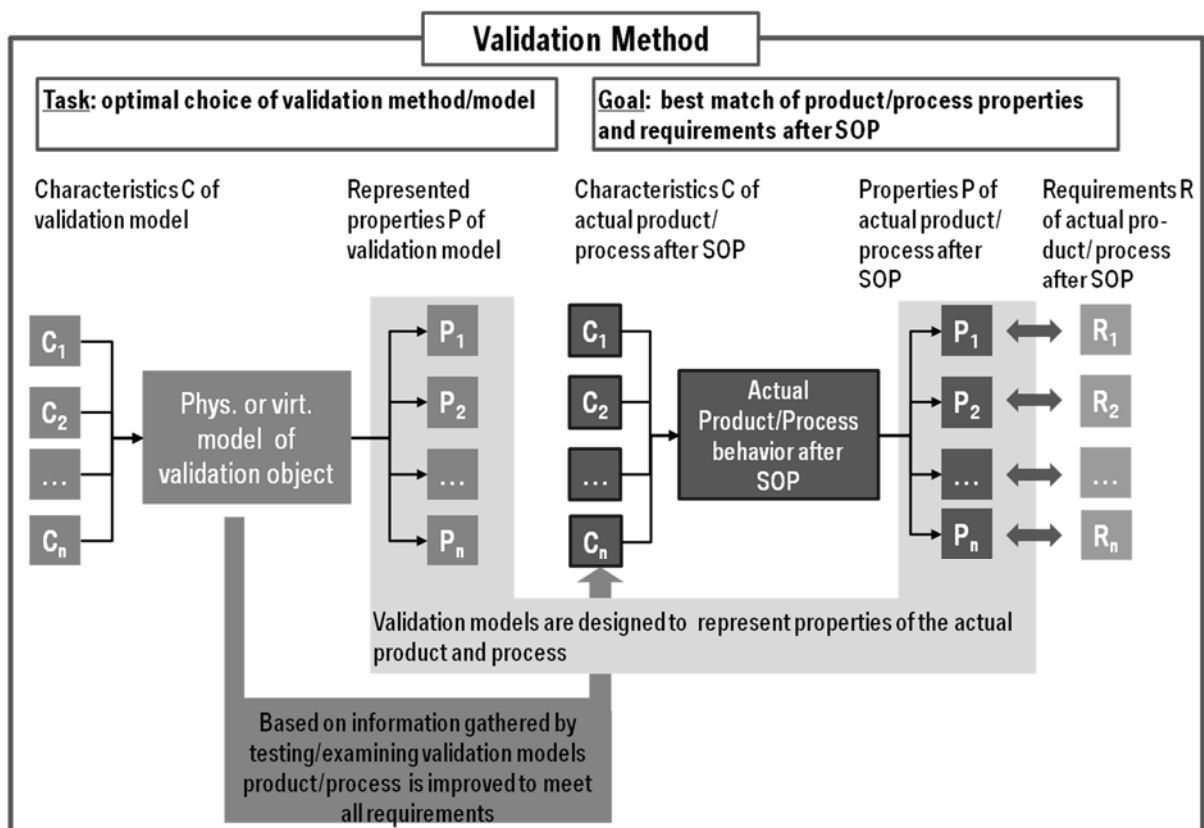 Validation Method
Task: optimal choice of validation method/model
Goal: best match of product/process properties
and requirements after SOP
Characteristics C of
validation model
Represented
properties P of
validation model
Characteristics C of
actual product/
process after SOP
Properties P of
actual product/
process after
SOP
Requirements R
of actual pro-
duct/process
after SOP
C1
C2
...
Cn
Phys. or virt.
model of
validation object
P1
P2
...
Pn
C1
C2
...
Cn
Actual
Product/Process
behavior after
SOP
P1
P2
...
Pn
R1
R2
...
Rn
Validation models are designed to represent properties of the actual
product and process
Based on information gathered by
testing/examining validation models
product/process is improved to meet
all requirements